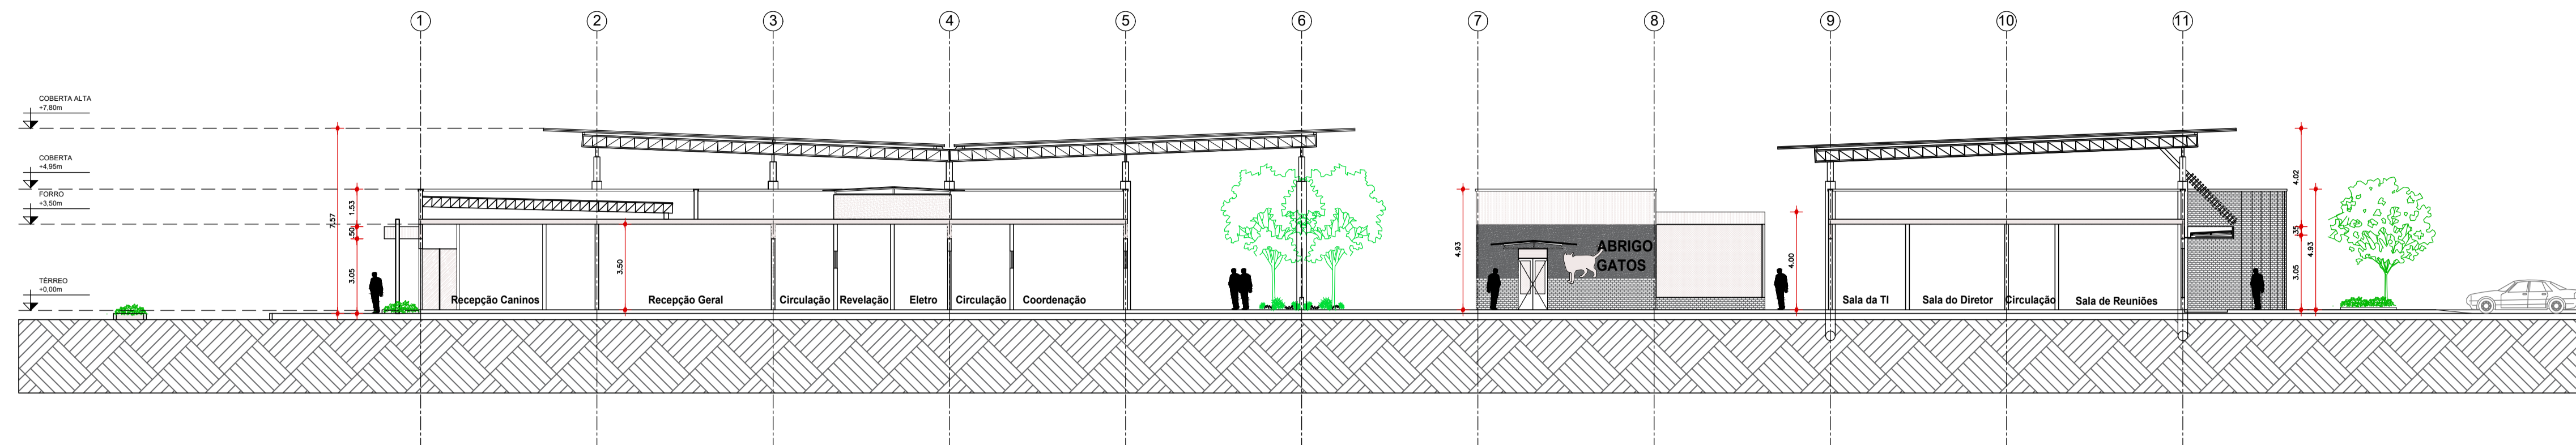 1 2 3 4 5 6 7 8 9 10 11
COBERTA ALTA
+7,80m
COBERTA
+4,95m
FORRO
+3,50m
TÉRREO
+0,00m
7.57
1.53
.50
3.05
3.50
4.93
4.00
4.02
.35
3.05
4.93
ABRIGO
GATOS
Recepção Caninos
Recepção Geral
Circulação
Revelação
Eletro
Circulação
Coordenação
Sala da TI
Sala do Diretor
Circulação
Sala de Reuniões